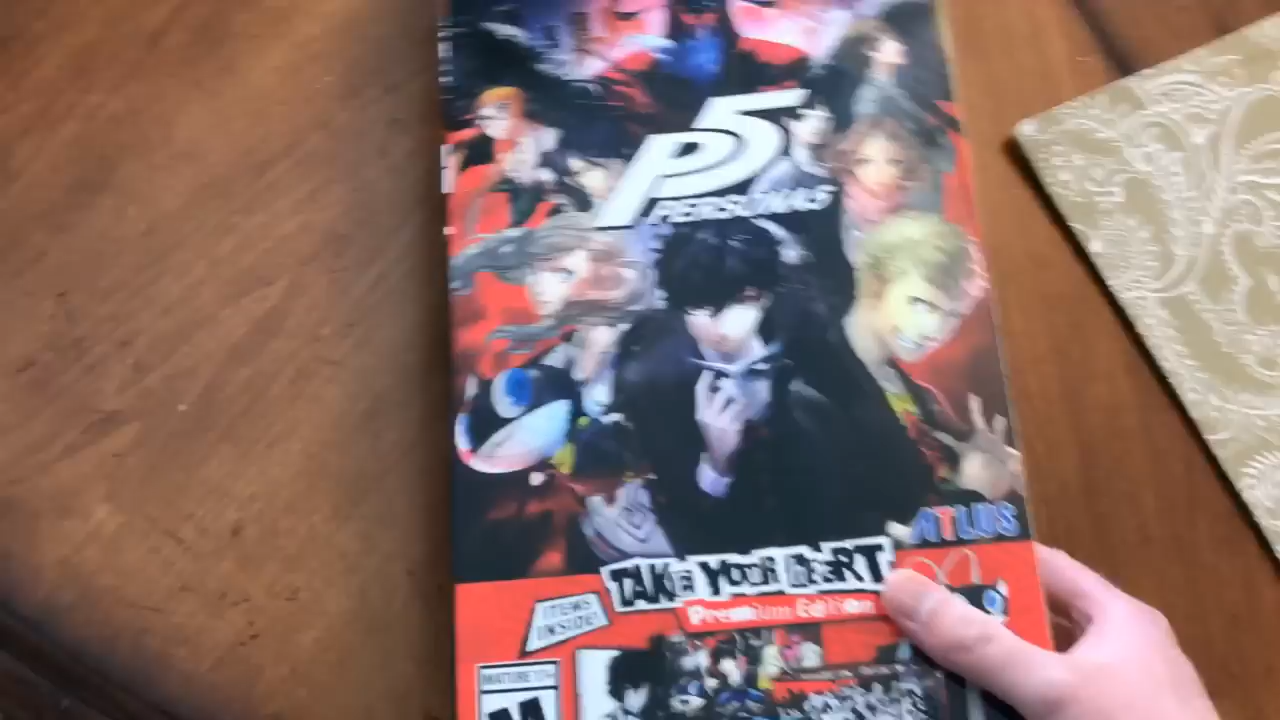 P5
PERSONA5
ATLUS
TAKE YOUR HEART
Premium Edition
ITEMS
INSIDE!
MATURE 17+
M